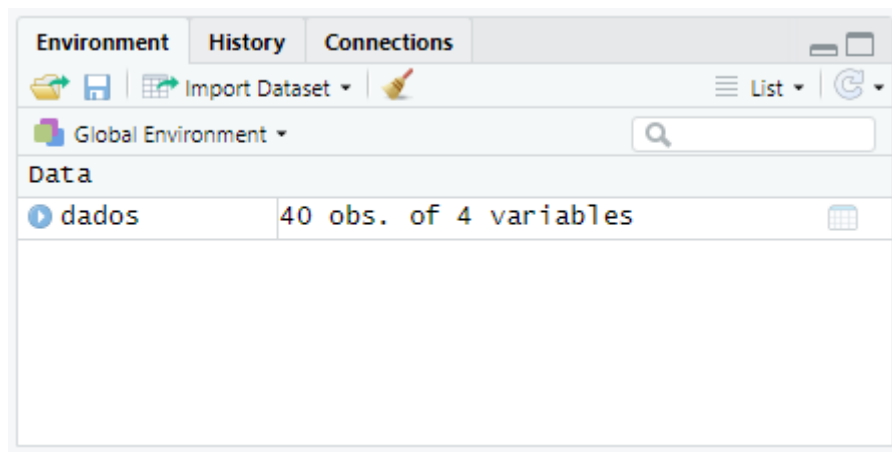 Environment History Connections
Import Dataset List
Global Environment
Data
dados 40 obs. of 4 variables